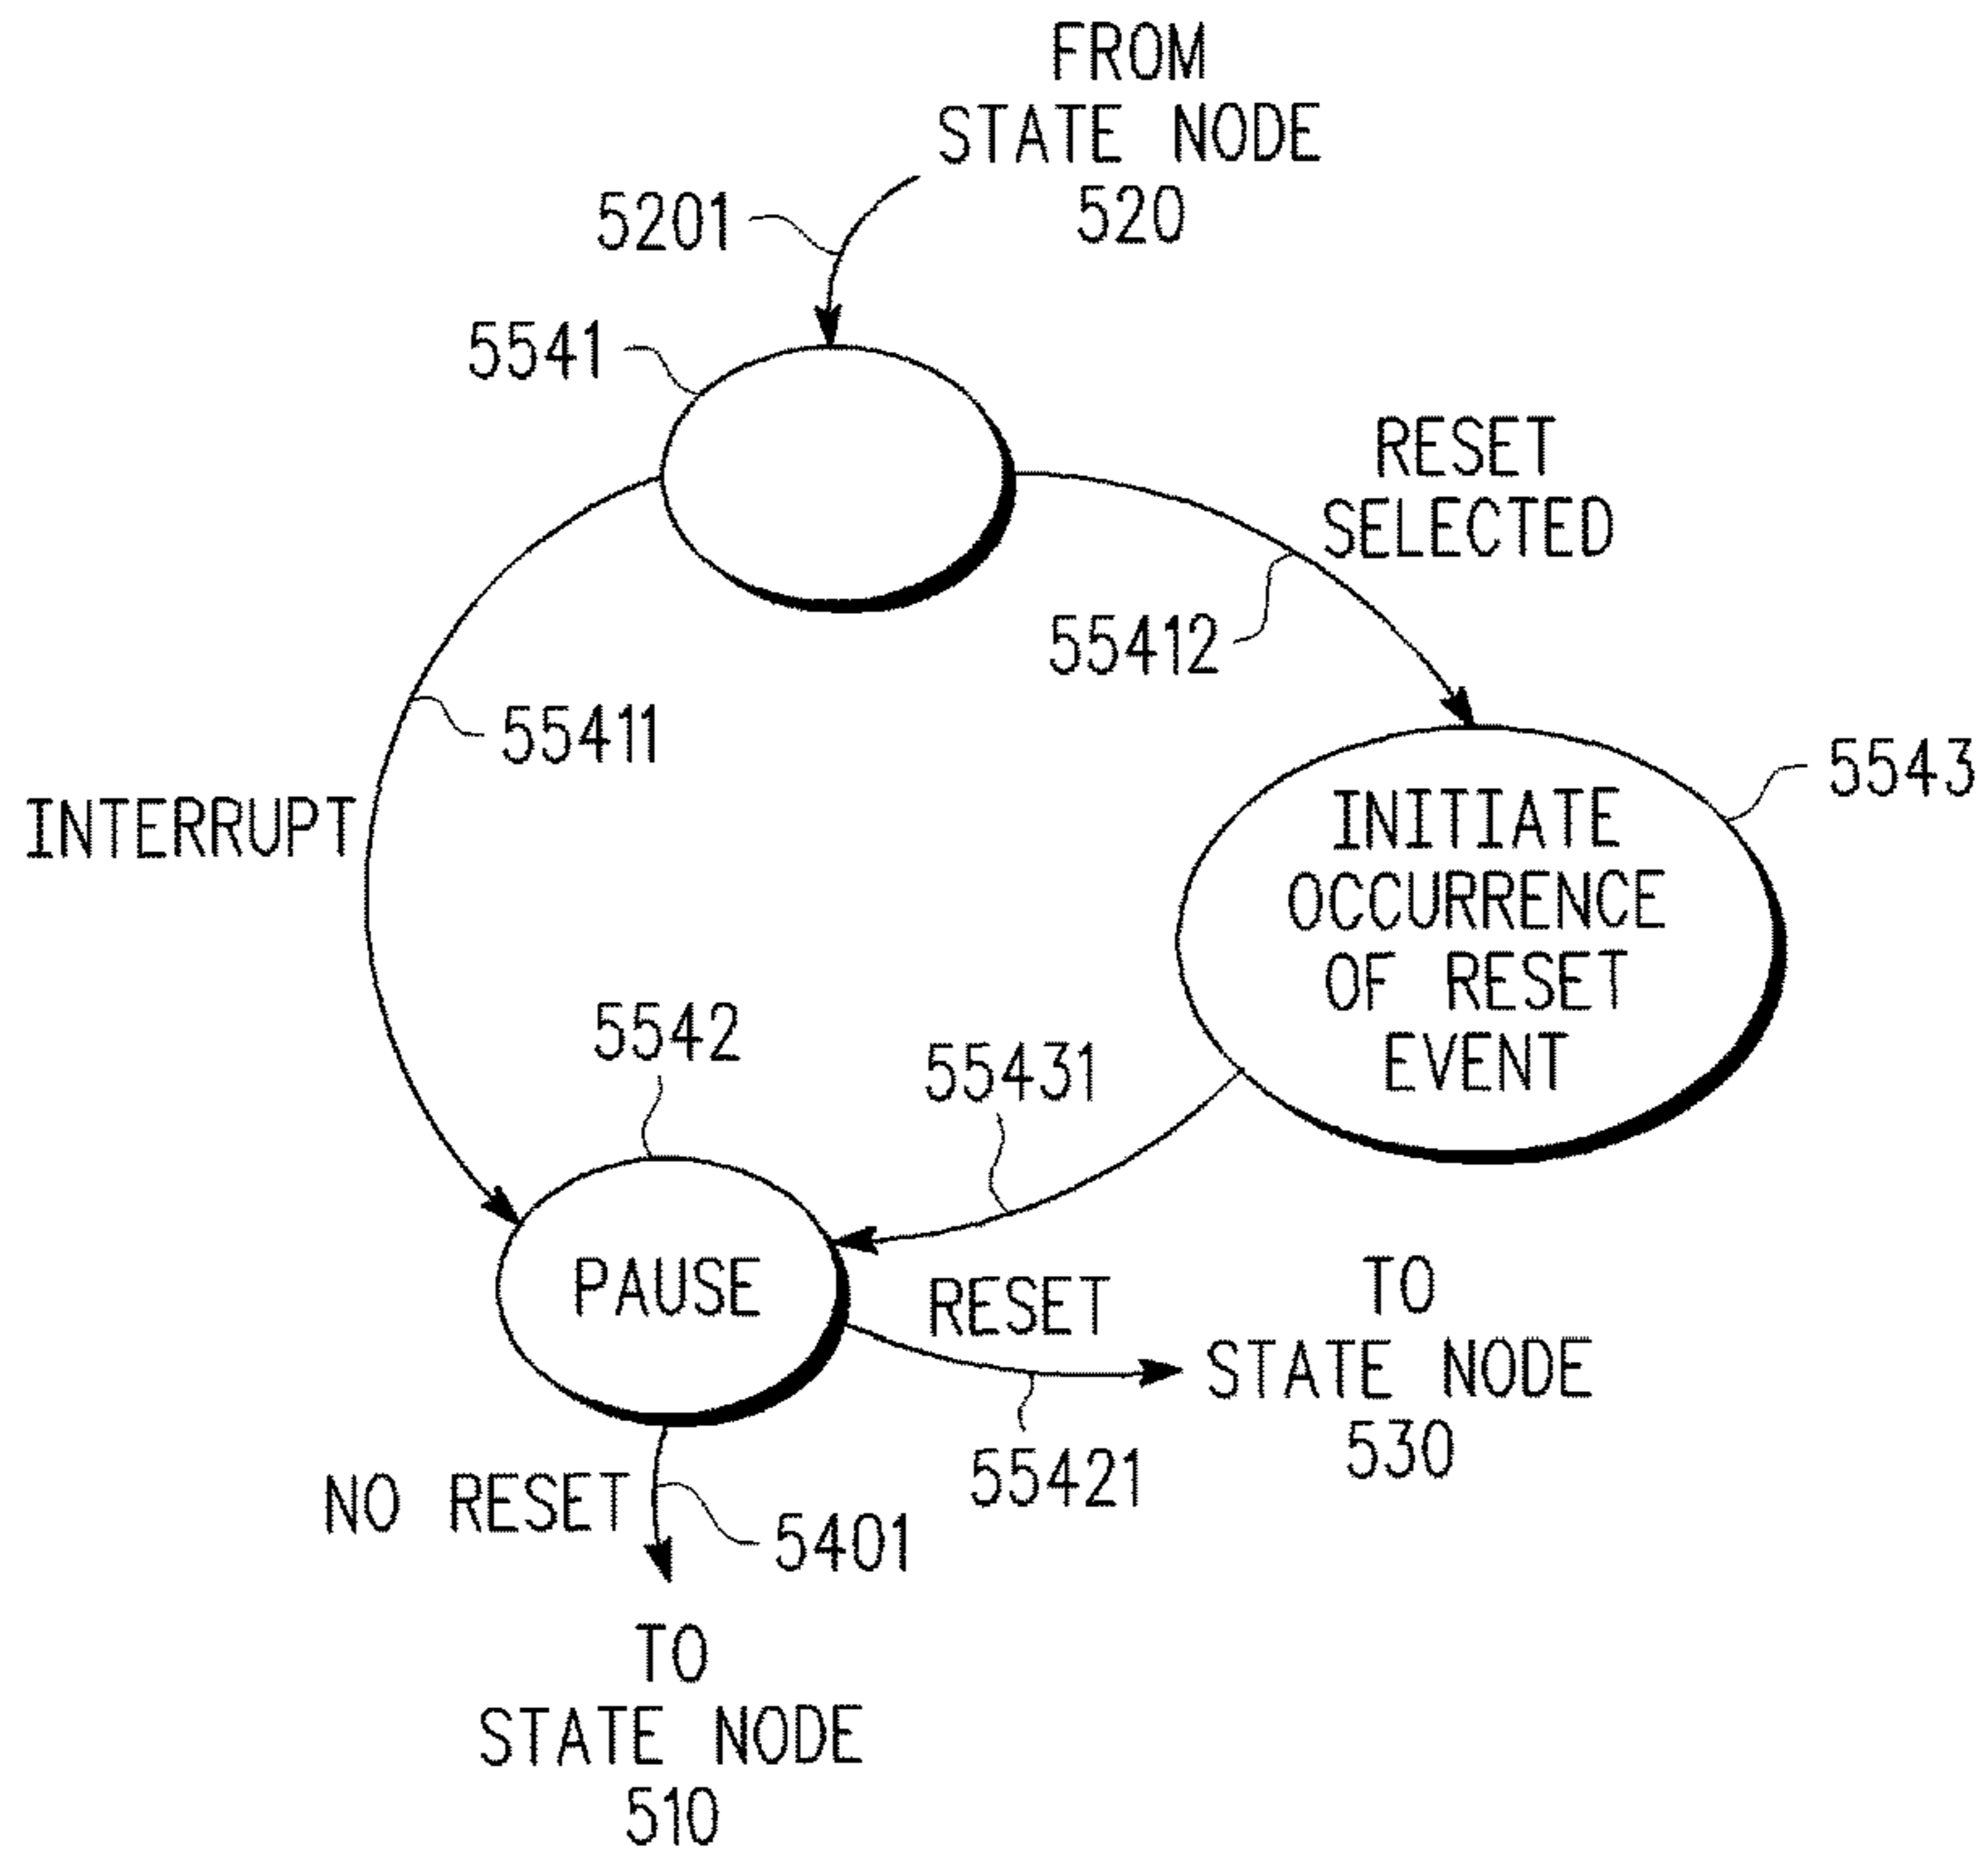 FROM
STATE NODE
520
5201
5541
RESET
SELECTED
55412
55411
INTERRUPT
5543
INITIATE
OCCURRENCE
OF RESET
EVENT
5542
55431
PAUSE
RESET
TO
STATE NODE
530
55421
NO RESET
5401
TO
STATE NODE
510